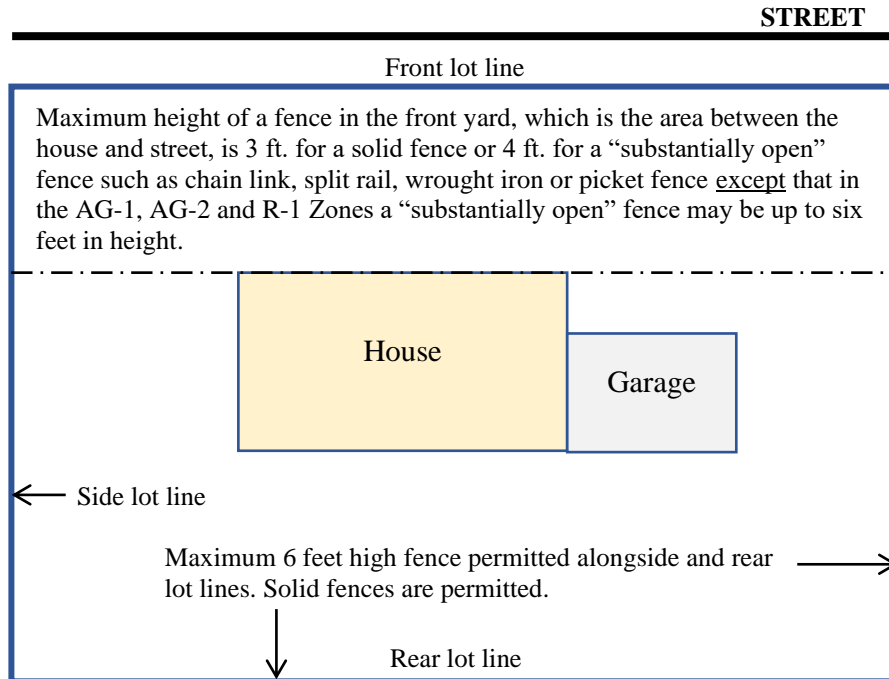 STREET
Front lot line
Maximum height of a fence in the front yard, which is the area between the
house and street, is 3 ft. for a solid fence or 4 ft. for a “substantially open”
fence such as chain link, split rail, wrought iron or picket fence except that in
the AG-1, AG-2 and R-1 Zones a “substantially open” fence may be up to six
feet in height.
House
Garage
Side lot line
Maximum 6 feet high fence permitted alongside and rear
lot lines. Solid fences are permitted.
Rear lot line